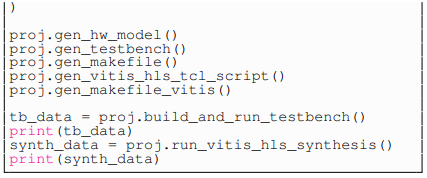 )
proj.gen_hw_model()
proj.gen_testbench()
proj.gen_makefile()
proj.gen_vitis_hls_tcl_script()
proj.gen_makefile_vitis()
tb_data = proj.build_and_run_testbench()
print(tb_data)
synth_data = proj.run_vitis_hls_synthesis()
print(synth_data)